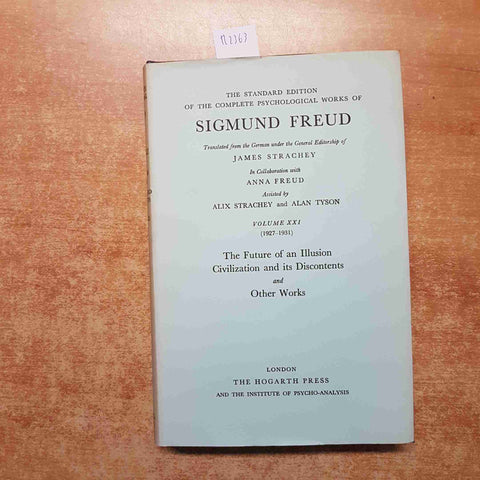 n2363
THE STANDARD EDITION
OF THE COMPLETE PSYCHOLOGICAL WORKS OF
SIGMUND FREUD
Translated from the German under the General Editorship of
JAMES STRACHEY
In Collaboration with
ANNA FREUD
Assisted by
ALIX STRACHEY and ALAN TYSON
VOLUME XXI
(1927-1931)
The Future of an Illusion
Civilization and its Discontents
and
Other Works
LONDON
THE HOGARTH PRESS
AND THE INSTITUTE OF PSYCHO-ANALYSIS